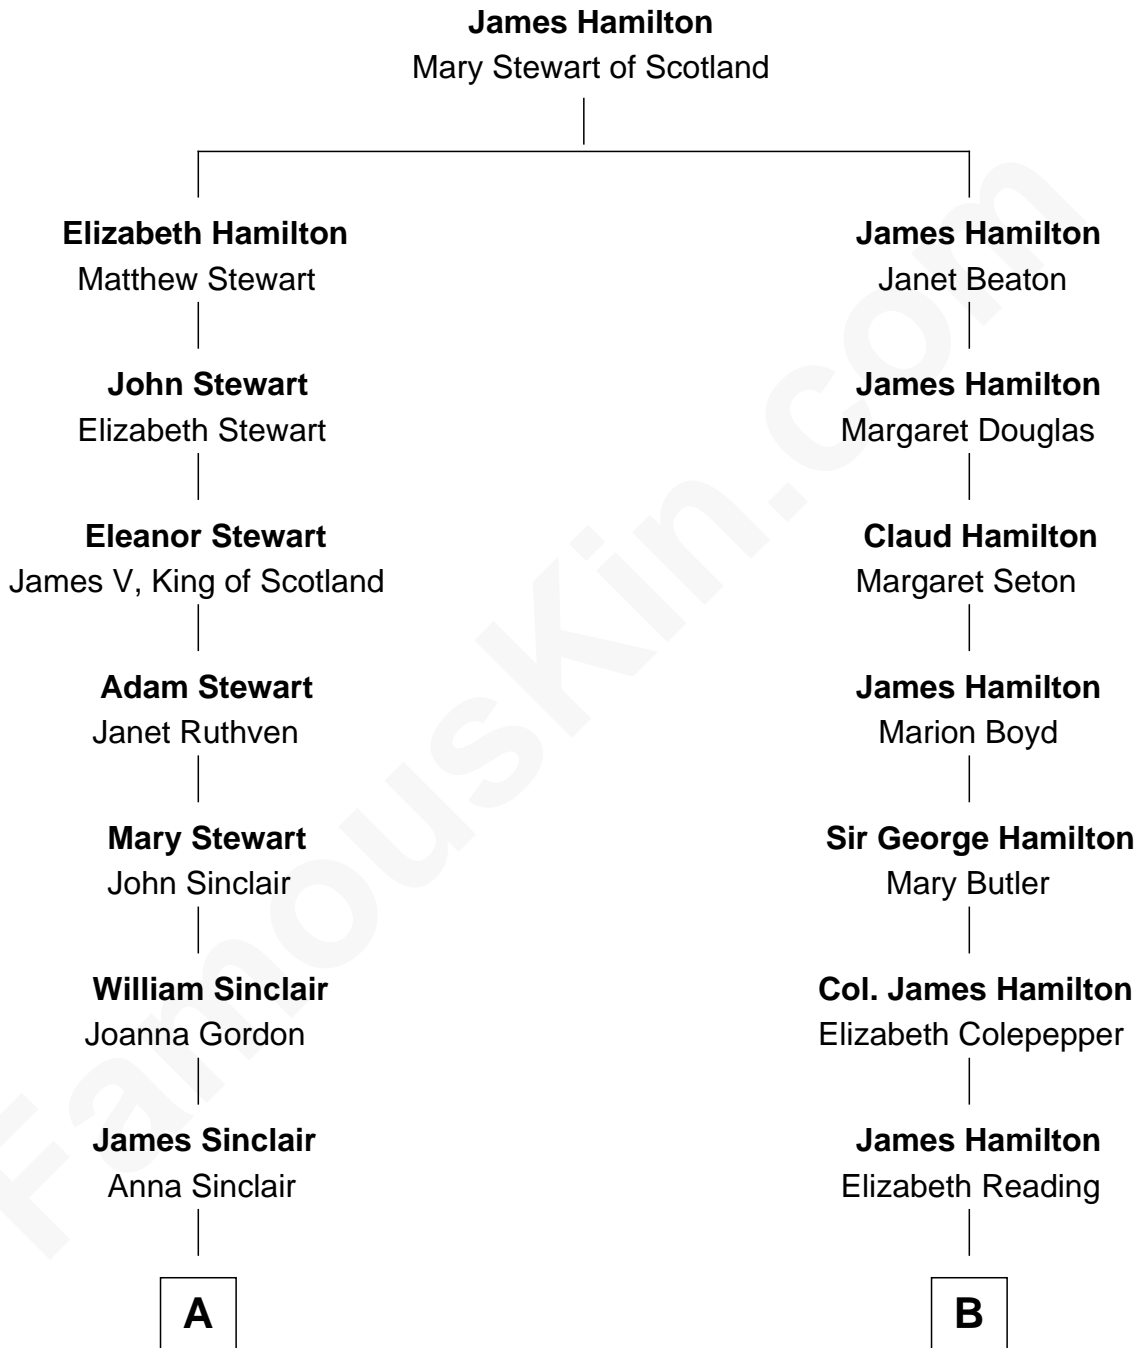 James Hamilton
Mary Stewart of Scotland
Elizabeth Hamilton
Matthew Stewart
James Hamilton
Janet Beaton
John Stewart
Elizabeth Stewart
James Hamilton
Margaret Douglas
Eleanor Stewart
James V, King of Scotland
Claud Hamilton
Margaret Seton
Adam Stewart
Janet Ruthven
James Hamilton
Marion Boyd
Mary Stewart
John Sinclair
Sir George Hamilton
Mary Butler
William Sinclair
Joanna Gordon
Col. James Hamilton
Elizabeth Colepepper
James Sinclair
Anna Sinclair
James Hamilton
Elizabeth Reading
A
B
FamousKin.com